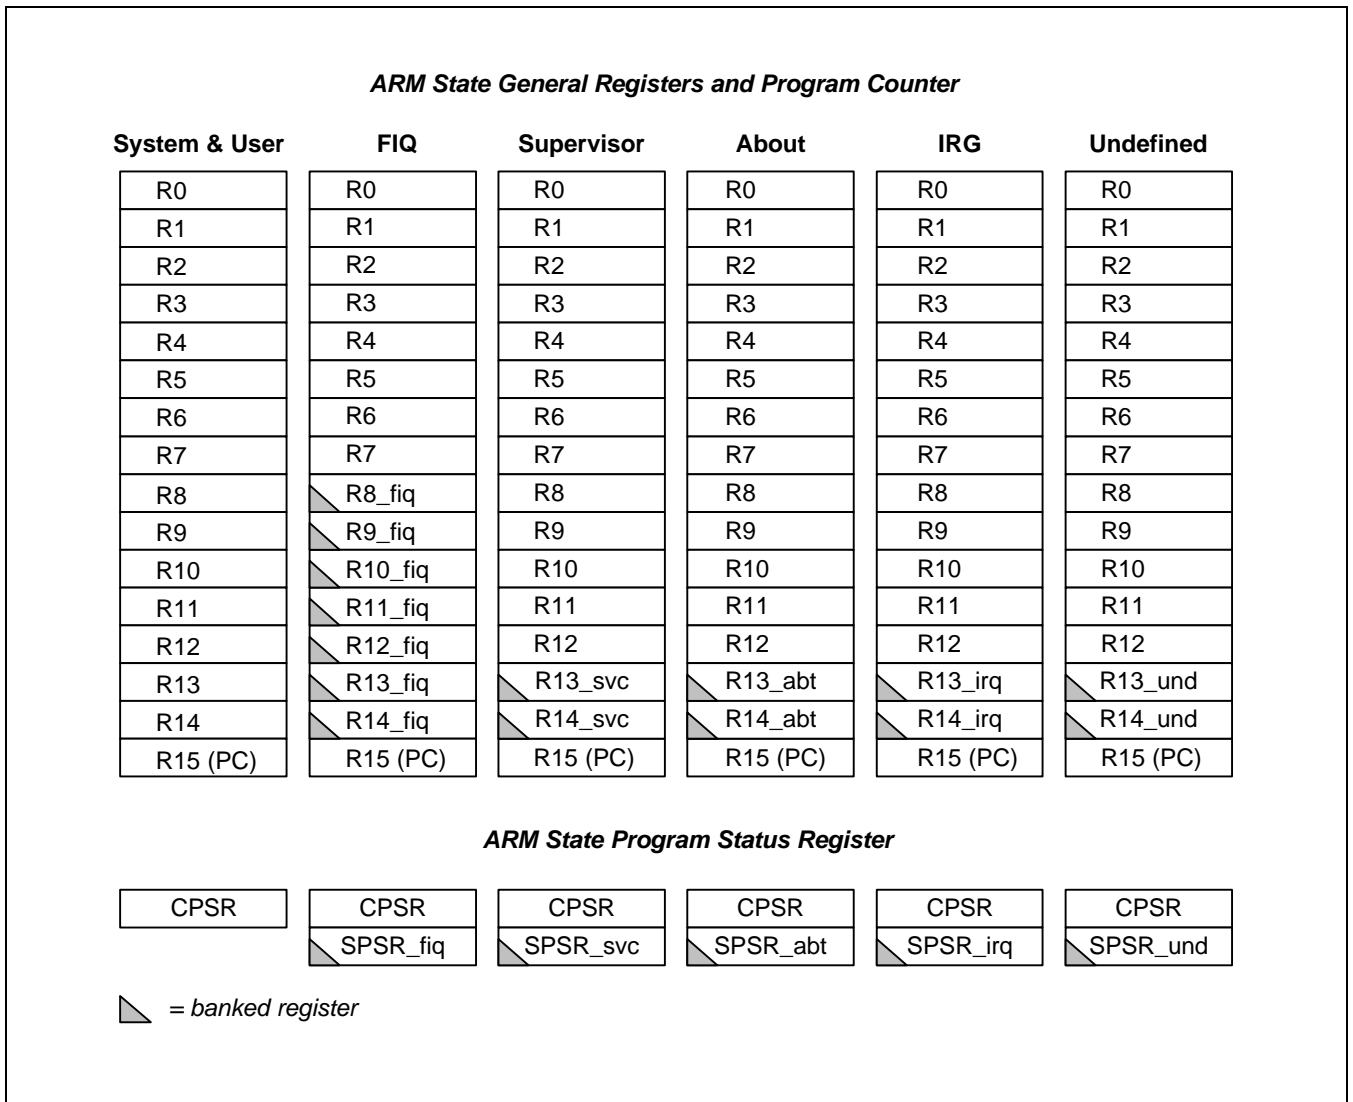 ARM State General Registers and Program Counter
System & User FIQ Supervisor About IRG Undefined
R0 R0 R0 R0 R0 R0
R1 R1 R1 R1 R1 R1
R2 R2 R2 R2 R2 R2
R3 R3 R3 R3 R3 R3
R4 R4 R4 R4 R4 R4
R5 R5 R5 R5 R5 R5
R6 R6 R6 R6 R6 R6
R7 R7 R7 R7 R7 R7
R8 R8_fiq R8 R8 R8 R8
R9 R9_fiq R9 R9 R9 R9
R10 R10_fiq R10 R10 R10 R10
R11 R11_fiq R11 R11 R11 R11
R12 R12_fiq R12 R12 R12 R12
R13 R13_fiq R13_svc R13_abt R13_irq R13_und
R14 R14_fiq R14_svc R14_abt R14_irq R14_und
R15 (PC) R15 (PC) R15 (PC) R15 (PC) R15 (PC) R15 (PC)
ARM State Program Status Register
CPSR CPSR CPSR CPSR CPSR CPSR
SPSR_fiq SPSR_svc SPSR_abt SPSR_irq SPSR_und
= banked register